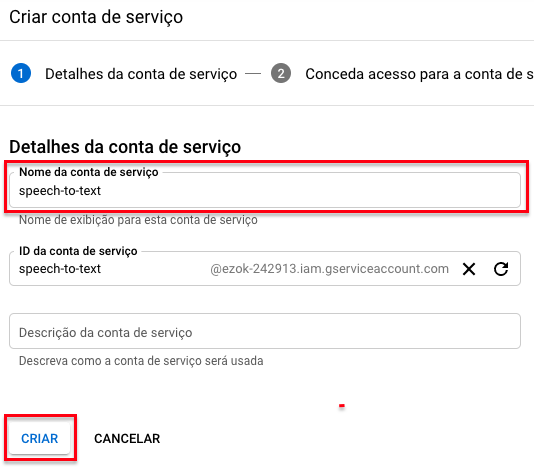 Criar conta de serviço
1 Detalhes da conta de serviço — 2 Conceda acesso para a conta de s
Detalhes da conta de serviço
Nome da conta de serviço
speech-to-text
Nome de exibição para esta conta de serviço
ID da conta de serviço
speech-to-text @ezok-242913.iam.gserviceaccount.com
Descrição da conta de serviço
Descreva como a conta de serviço será usada
CRIAR CANCELAR